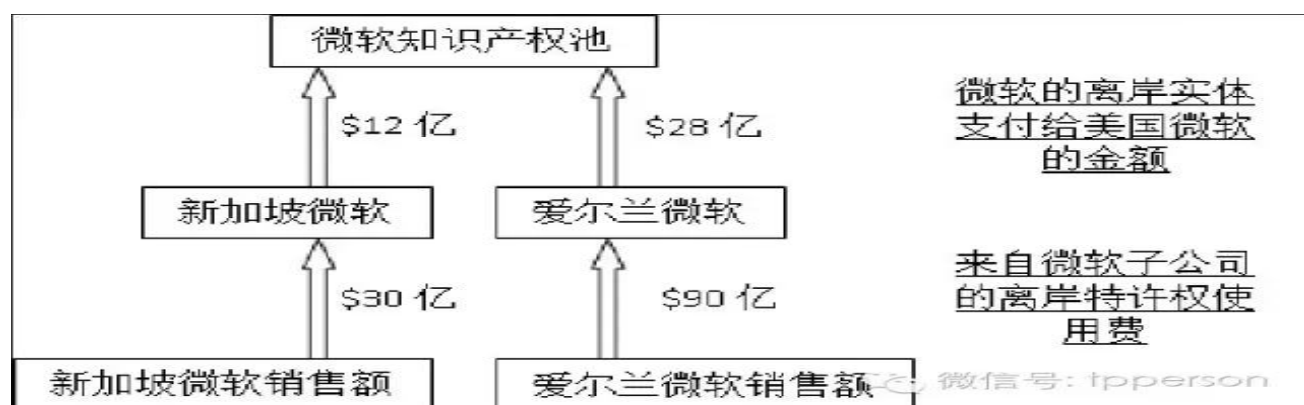 微软知识产权池
$12 亿
$28 亿
微软的离岸实体
支付给美国微软
的金额
新加坡微软
爱尔兰微软
$30 亿
$90 亿
来自微软子公司
的离岸特许权使
用费
新加坡微软销售额
爱尔兰微软销售额
微信号: tpperson